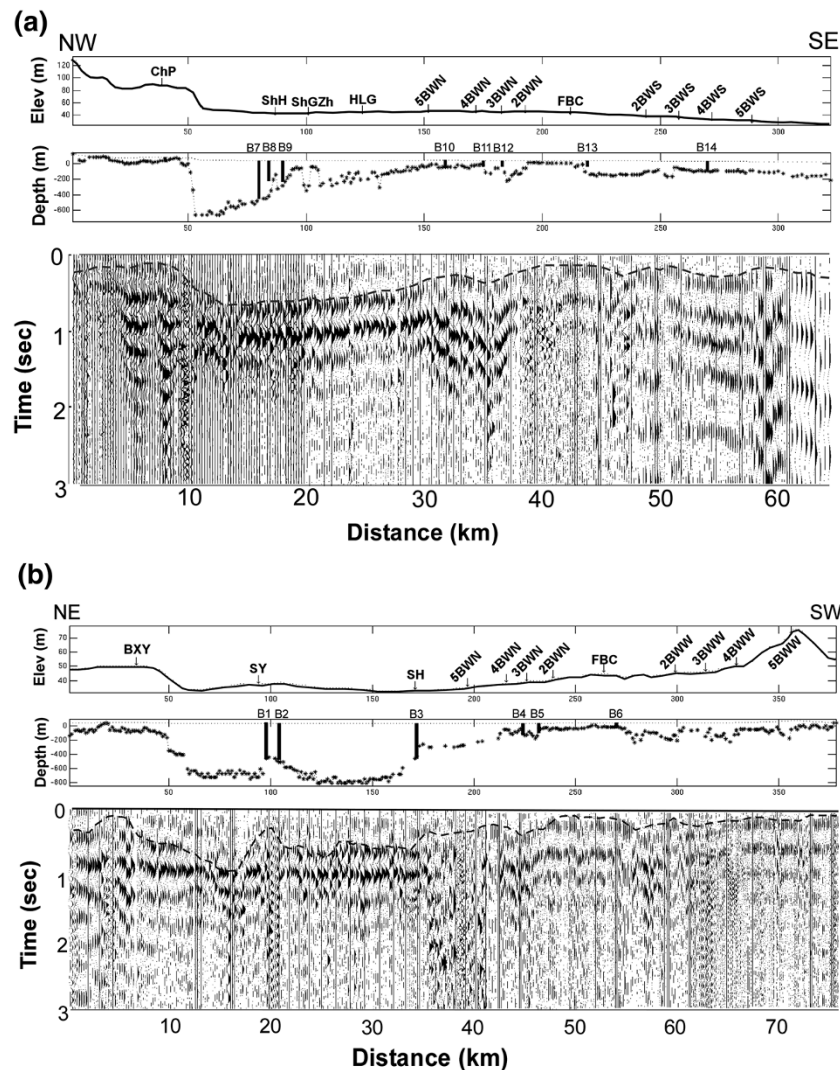 (a)
NW SE
Elev (m)
120
100
80
60
40
ChP ShH ShGZh HLG 5BWN 4BWN 3BWN 2BWN FBC 2BWS 3BWS 4BWS 5BWS
50 100 150 200 250 300
Depth (m)
0
-200
-400
-600
B7 B8 B9 B10 B11 B12 B13 B14
50 100 150 200 250 300
Time (sec)
0
1
2
3
10 20 30 40 50 60
Distance (km)
(b)
NE SW
Elev (m)
70
60
50
40
BXY SY SH 5BWN 4BWN 3BWN 2BWN FBC 2BWW 3BWW 4BWW 5BWW
50 100 150 200 250 300 350
Depth (m)
0
-200
-400
-600
-800
B1 B2 B3 B4 B5 B6
50 100 150 200 250 300 350
Time (sec)
0
1
2
3
10 20 30 40 50 60 70
Distance (km)